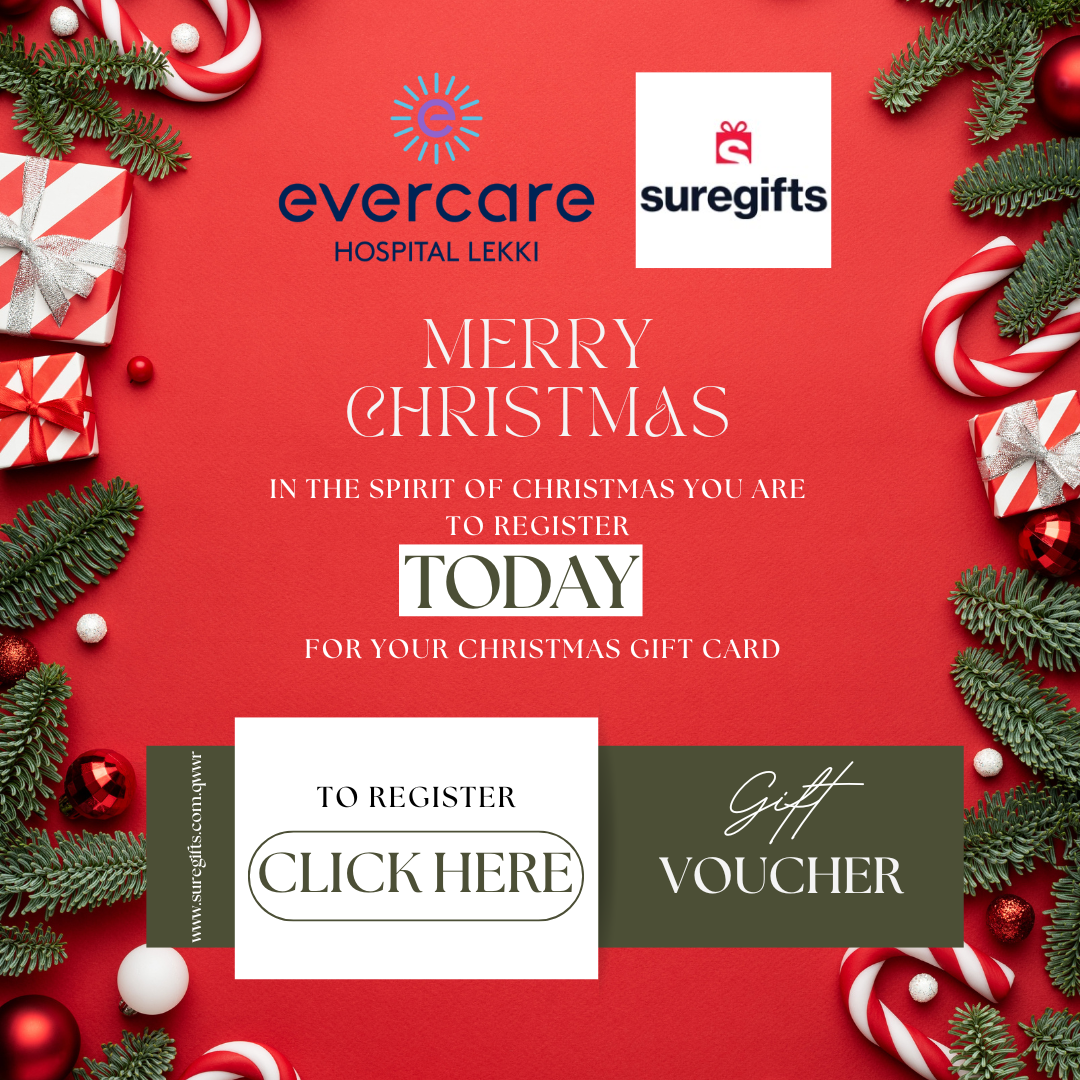 e
evercare
HOSPITAL LEKKI
S
suregifts
MERRY
CHRISTMAS
IN THE SPIRIT OF CHRISTMAS YOU ARE
TO REGISTER
TODAY
FOR YOUR CHRISTMAS GIFT CARD
www.suregifts.com.qwwr
TO REGISTER
CLICK HERE
Gift
VOUCHER